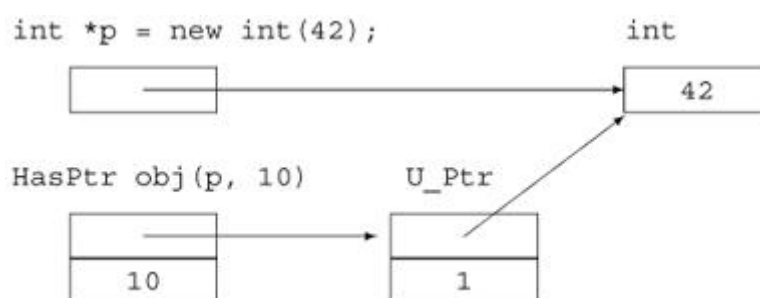 int *p = new int(42);
int
42
HasPtr obj(p, 10)
U_Ptr
10
1